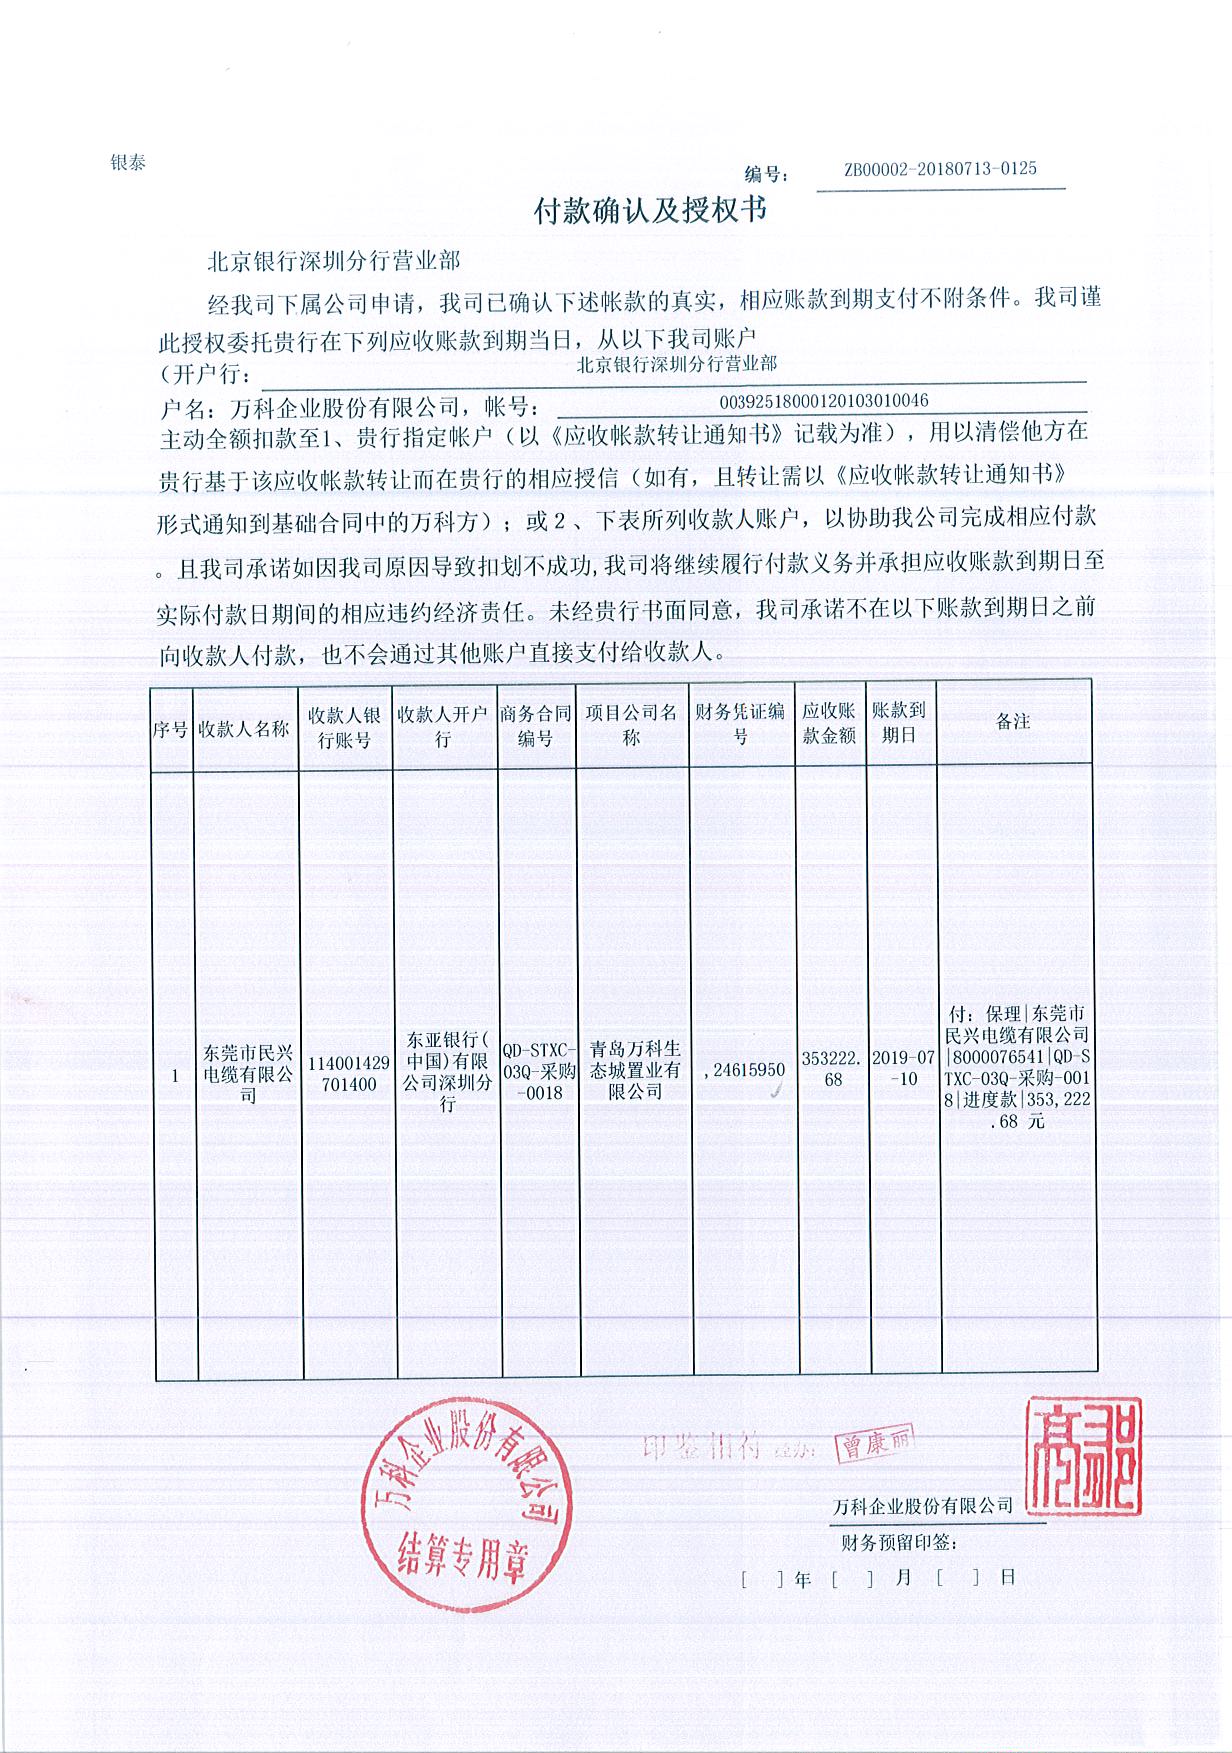 银泰
编号： ZB00002-20180713-0125
付款确认及授权书
北京银行深圳分行营业部
经我司下属公司申请，我司已确认下述帐款的真实，相应账款到期支付不附条件。我司谨
此授权委托贵行在下列应收账款到期当日，从以下我司账户
（开户行： 北京银行深圳分行营业部
户名：万科企业股份有限公司，帐号： 00392518000120103010046
主动全额扣款至1、贵行指定帐户（以《应收帐款转让通知书》记载为准），用以清偿他方在
贵行基于该应收帐款转让而在贵行的相应授信（如有，且转让需以《应收帐款转让通知书》
形式通知到基础合同中的万科方）；或２、下表所列收款人账户，以协助我公司完成相应付款
。且我司承诺如因我司原因导致扣划不成功,我司将继续履行付款义务并承担应收账款到期日至
实际付款日期间的相应违约经济责任。未经贵行书面同意，我司承诺不在以下账款到期日之前
向收款人付款，也不会通过其他账户直接支付给收款人。
序号
收款人名称
收款人银
行账号
收款人开户
行
商务合同
编号
项目公司名
称
财务凭证编
号
应收账
款金额
账款到
期日
备注
1
东莞市民兴
电缆有限公
司
114001429
701400
东亚银行(
中国)有限
公司深圳分
行
QD-STXC-
03Q-采购
-0018
青岛万科生
态城置业有
限公司
,24615950
353222.
68
2019-07
-10
付：保理|东莞市
民兴电缆有限公司
|8000076541|QD-S
TXC-03Q-采购-001
8|进度款|353,222
.68 元
万科企业股份有限公司
结算专用章
印鉴相符
曾康丽
万科企业股份有限公司
财务预留印签：
[ ]年 [ ] 月 [ ] 日